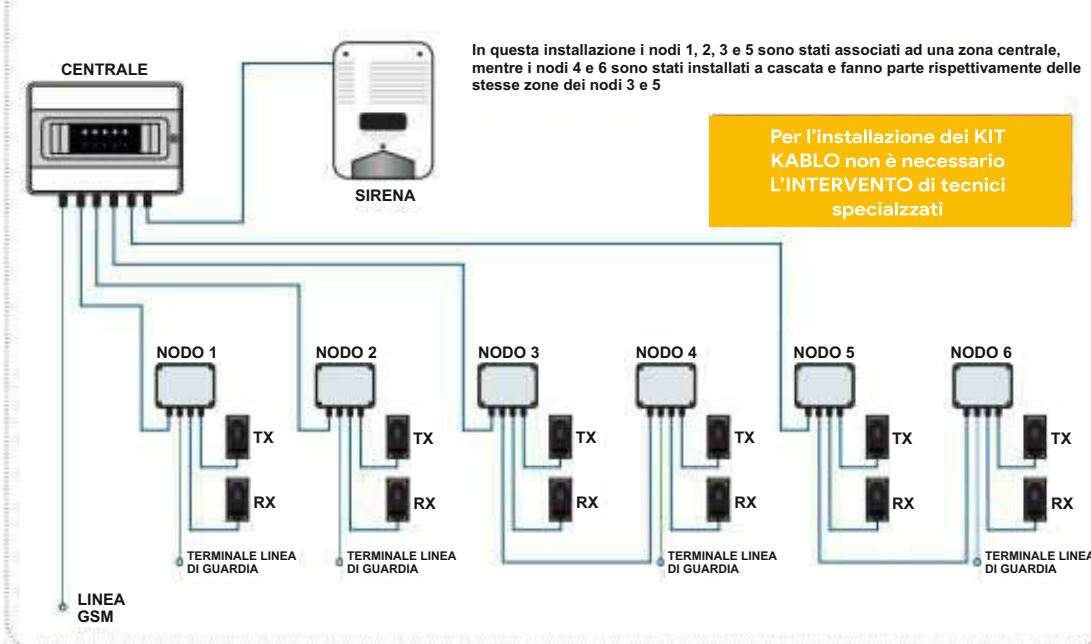 In questa installazione i nodi 1, 2, 3 e 5 sono stati associati ad una zona centrale,
mentre i nodi 4 e 6 sono stati installati a cascata e fanno parte rispettivamente delle
stesse zone dei nodi 3 e 5
CENTRALE
Per l'installazione dei KIT
KABLO non è necessario
L'INTERVENTO di tecnici
specialzzati
SIRENA
NODO 1
NODO 2
NODO 3
NODO 4
NODO 5
NODO 6
TX
TX
TX
TX
TX
TX
RX
RX
RX
RX
RX
RX
TERMINALE LINEA
DI GUARDIA
TERMINALE LINEA
DI GUARDIA
TERMINALE LINEA
DI GUARDIA
TERMINALE LINEA
DI GUARDIA
LINEA
GSM